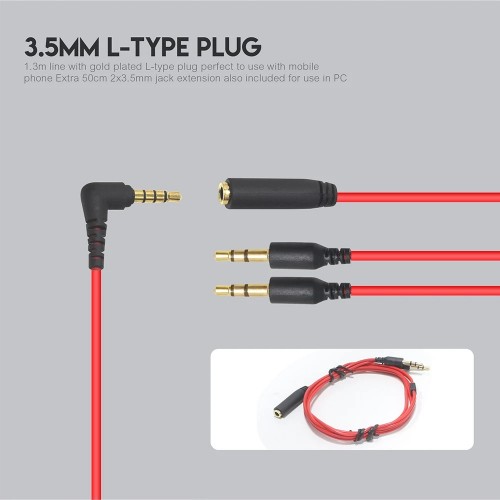 3.5MM L-TYPE PLUG
1.3m line with gold plated L-type plug perfect to use with mobile
phone Extra 50cm 2x3.5mm jack extension also included for use in PC